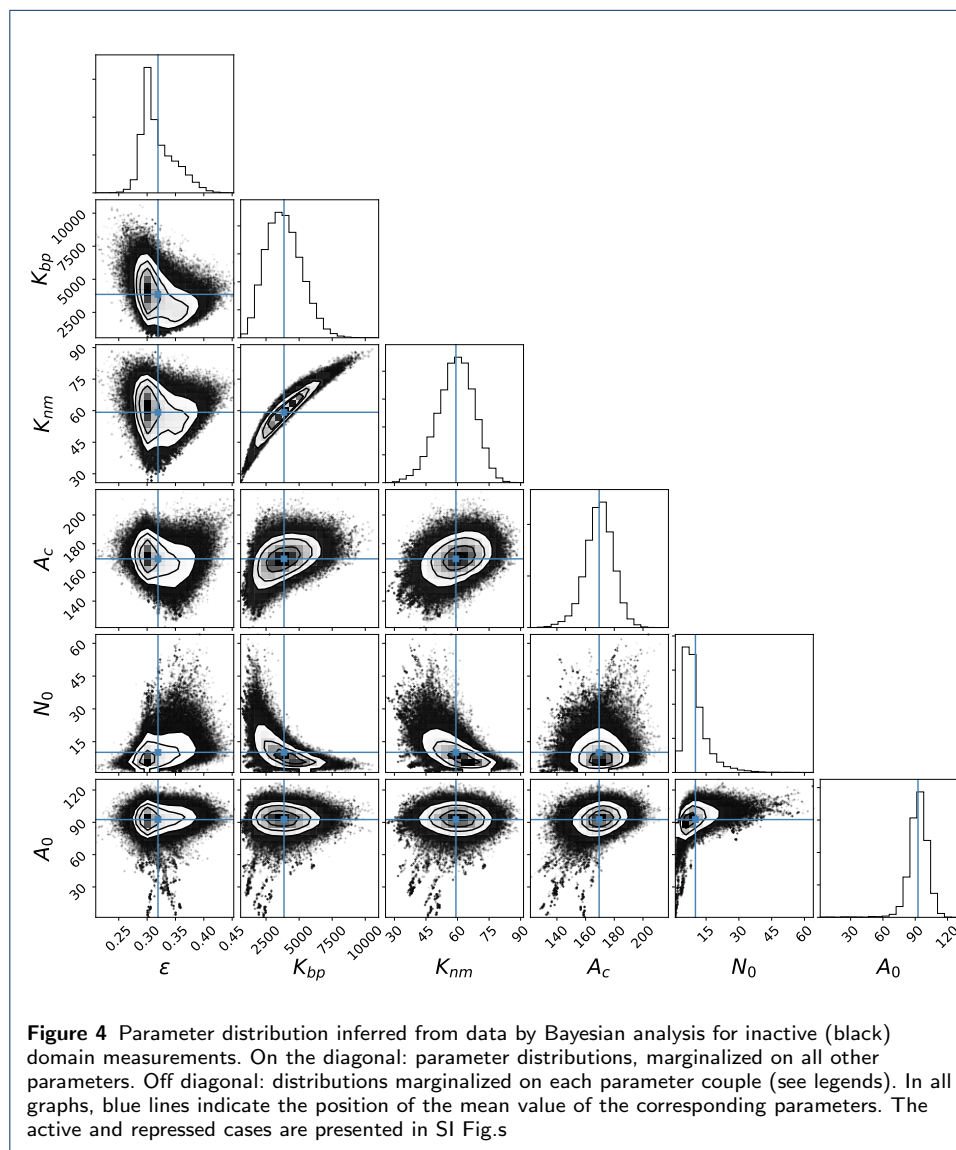 10000
7500
5000
2500
K_bp
90
75
60
45
30
K_nm
200
180
160
140
A_c
60
45
30
15
N_0
120
90
60
30
A_0
0.25 0.30 0.35 0.40 0.45 2500 5000 7500 10000 30 45 60 75 90 140 160 180 200 15 30 45 60 30 60 90 120
ε K_bp K_nm A_c N_0 A_0
Figure 4 Parameter distribution inferred from data by Bayesian analysis for inactive (black)
domain measurements. On the diagonal: parameter distributions, marginalized on all other
parameters. Off diagonal: distributions marginalized on each parameter couple (see legends). In all
graphs, blue lines indicate the position of the mean value of the corresponding parameters. The
active and repressed cases are presented in SI Fig.s